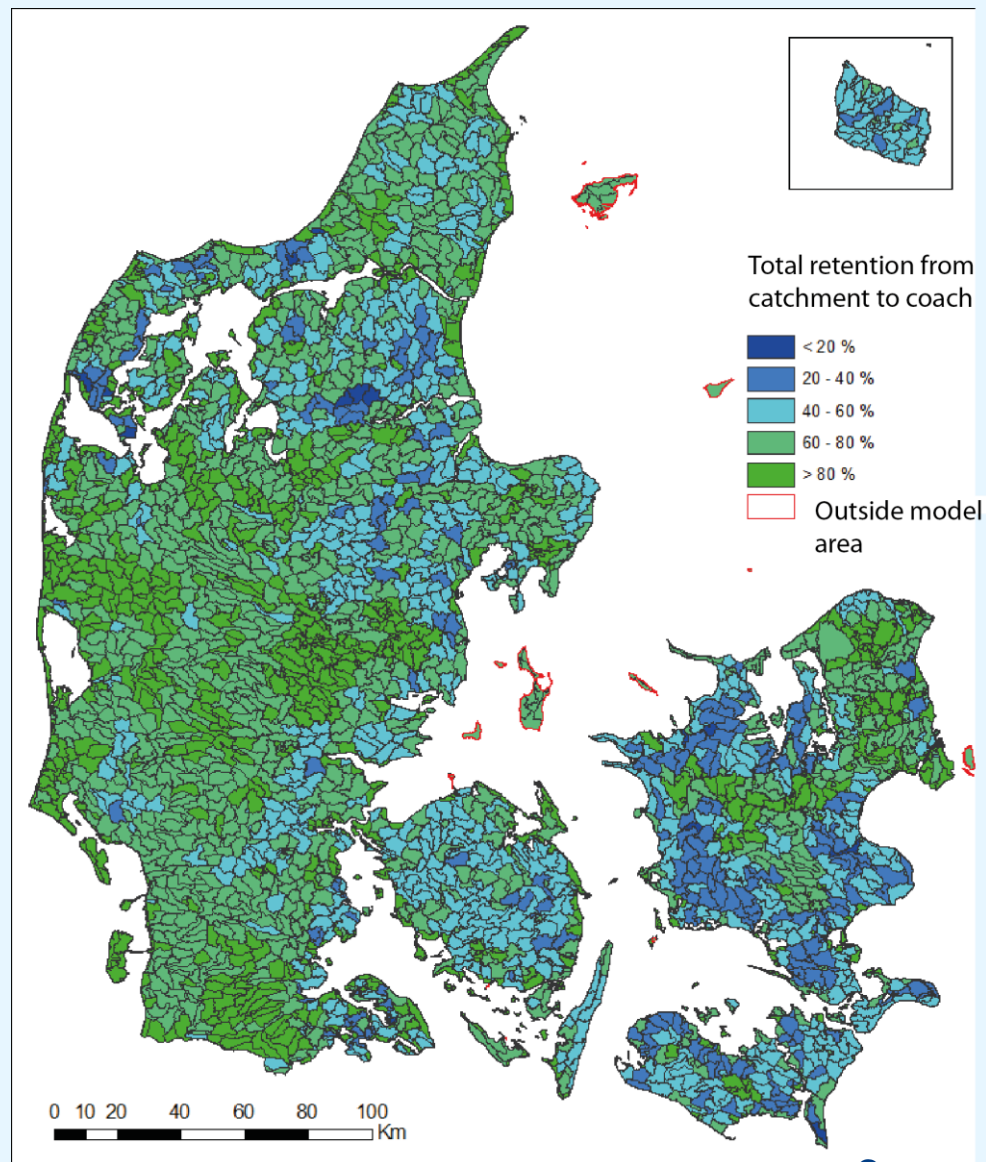 Total retention from
catchment to coach
< 20 %
20 - 40 %
40 - 60 %
60 - 80 %
> 80 %
Outside model
area
0 10 20 40 60 80 100
Km